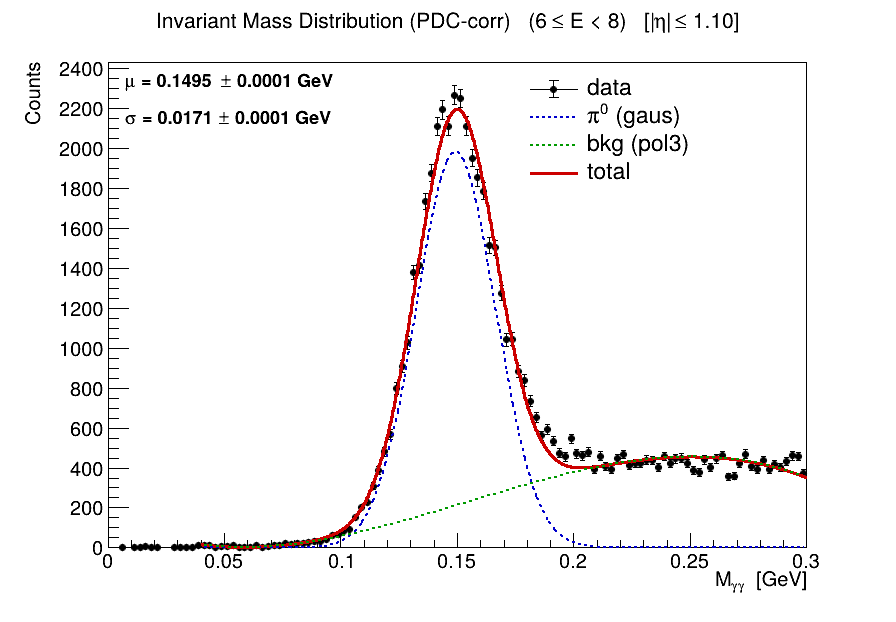 Invariant Mass Distribution (PDC-corr) (6 ≤ E < 8) [|η| ≤ 1.10]
μ = 0.1495 ± 0.0001 GeV
σ = 0.0171 ± 0.0001 GeV
data
π⁰ (gaus)
bkg (pol3)
total
Counts
2400
2200
2000
1800
1600
1400
1200
1000
800
600
400
200
0
0 0.05 0.1 0.15 0.2 0.25 0.3
M_γγ [GeV]